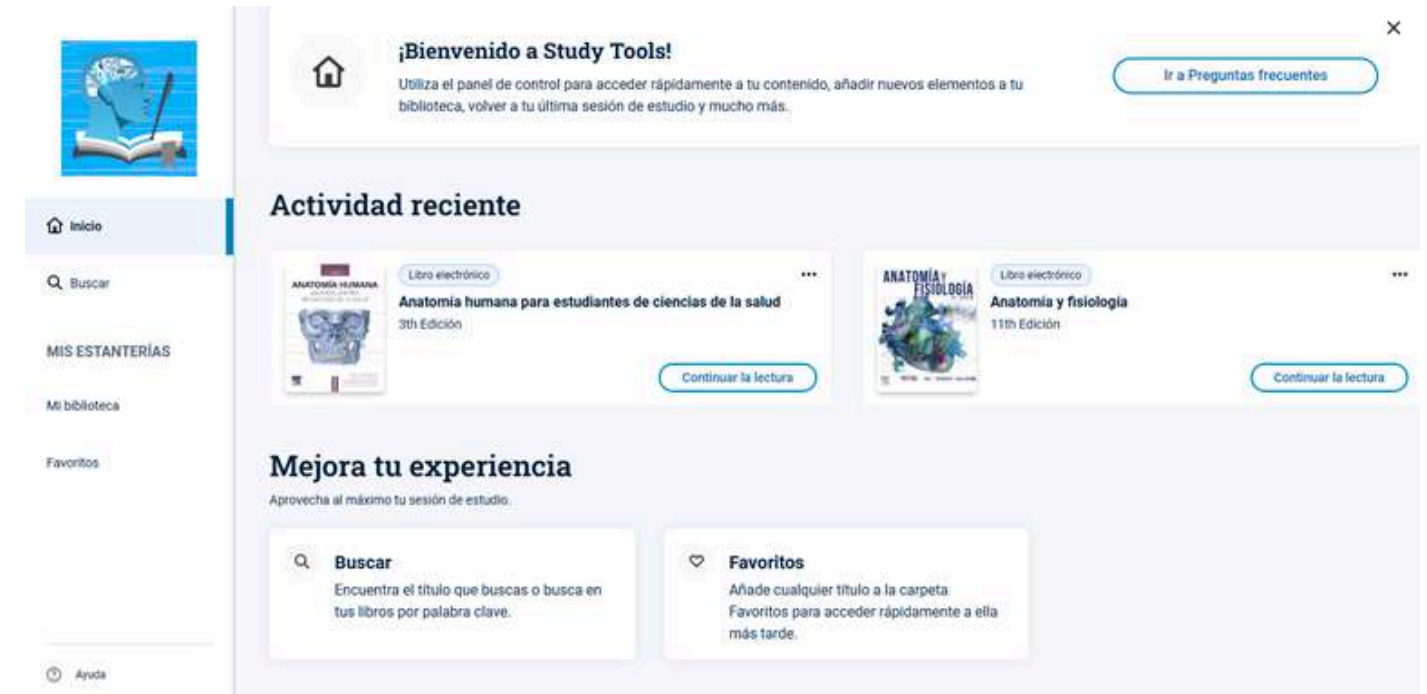 Inicio
Buscar
MIS ESTANTERÍAS
Mi biblioteca
Favoritos
Ayuda
¡Bienvenido a Study Tools!
Utiliza el panel de control para acceder rápidamente a tu contenido, añadir nuevos elementos a tu
biblioteca, volver a tu última sesión de estudio y mucho más.
Ir a Preguntas frecuentes
Actividad reciente
ANATOMÍA HUMANA
Libro electrónico
Anatomía humana para estudiantes de ciencias de la salud
3th Edición
Continuar la lectura
ANATOMÍA Y
FISIOLOGÍA
Libro electrónico
Anatomía y fisiología
11th Edición
Continuar la lectura
Mejora tu experiencia
Aprovecha al máximo tu sesión de estudio.
Buscar
Encuentra el título que buscas o busca en
tus libros por palabra clave.
Favoritos
Añade cualquier título a la carpeta
Favoritos para acceder rápidamente a ella
más tarde.